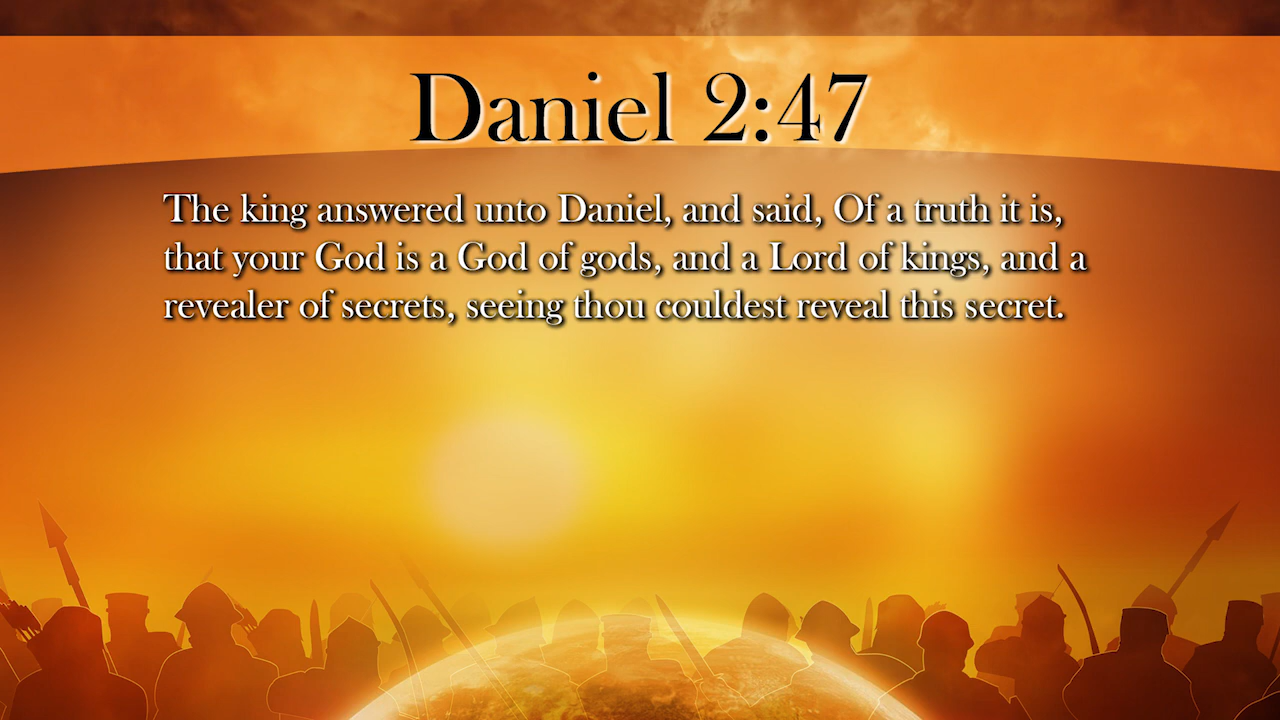 Daniel 2:47
The king answered unto Daniel, and said, Of a truth it is,
that your God is a God of gods, and a Lord of kings, and a
revealer of secrets, seeing thou couldest reveal this secret.